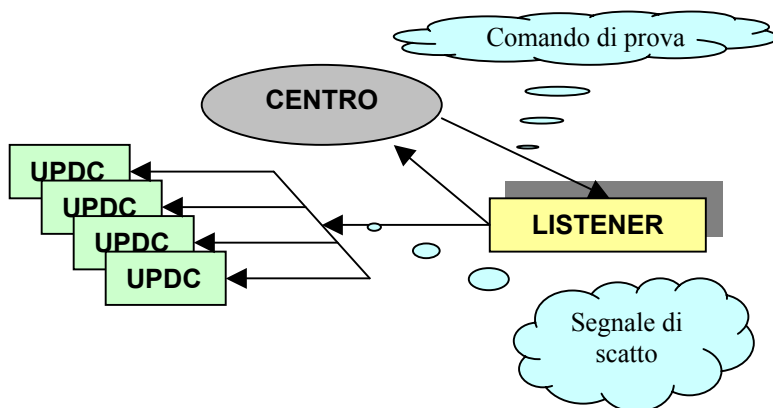 Comando di prova
CENTRO
UPDC
UPDC
UPDC
UPDC
LISTENER
Segnale di
scatto